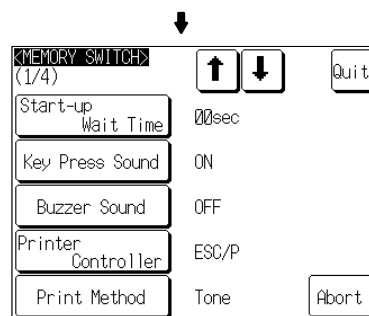 <MEMORY SWITCH>
(1/4)
Quit
Start-up
Wait Time
00sec
Key Press Sound
ON
Buzzer Sound
OFF
Printer
Controller
ESC/P
Print Method
Tone
Abort